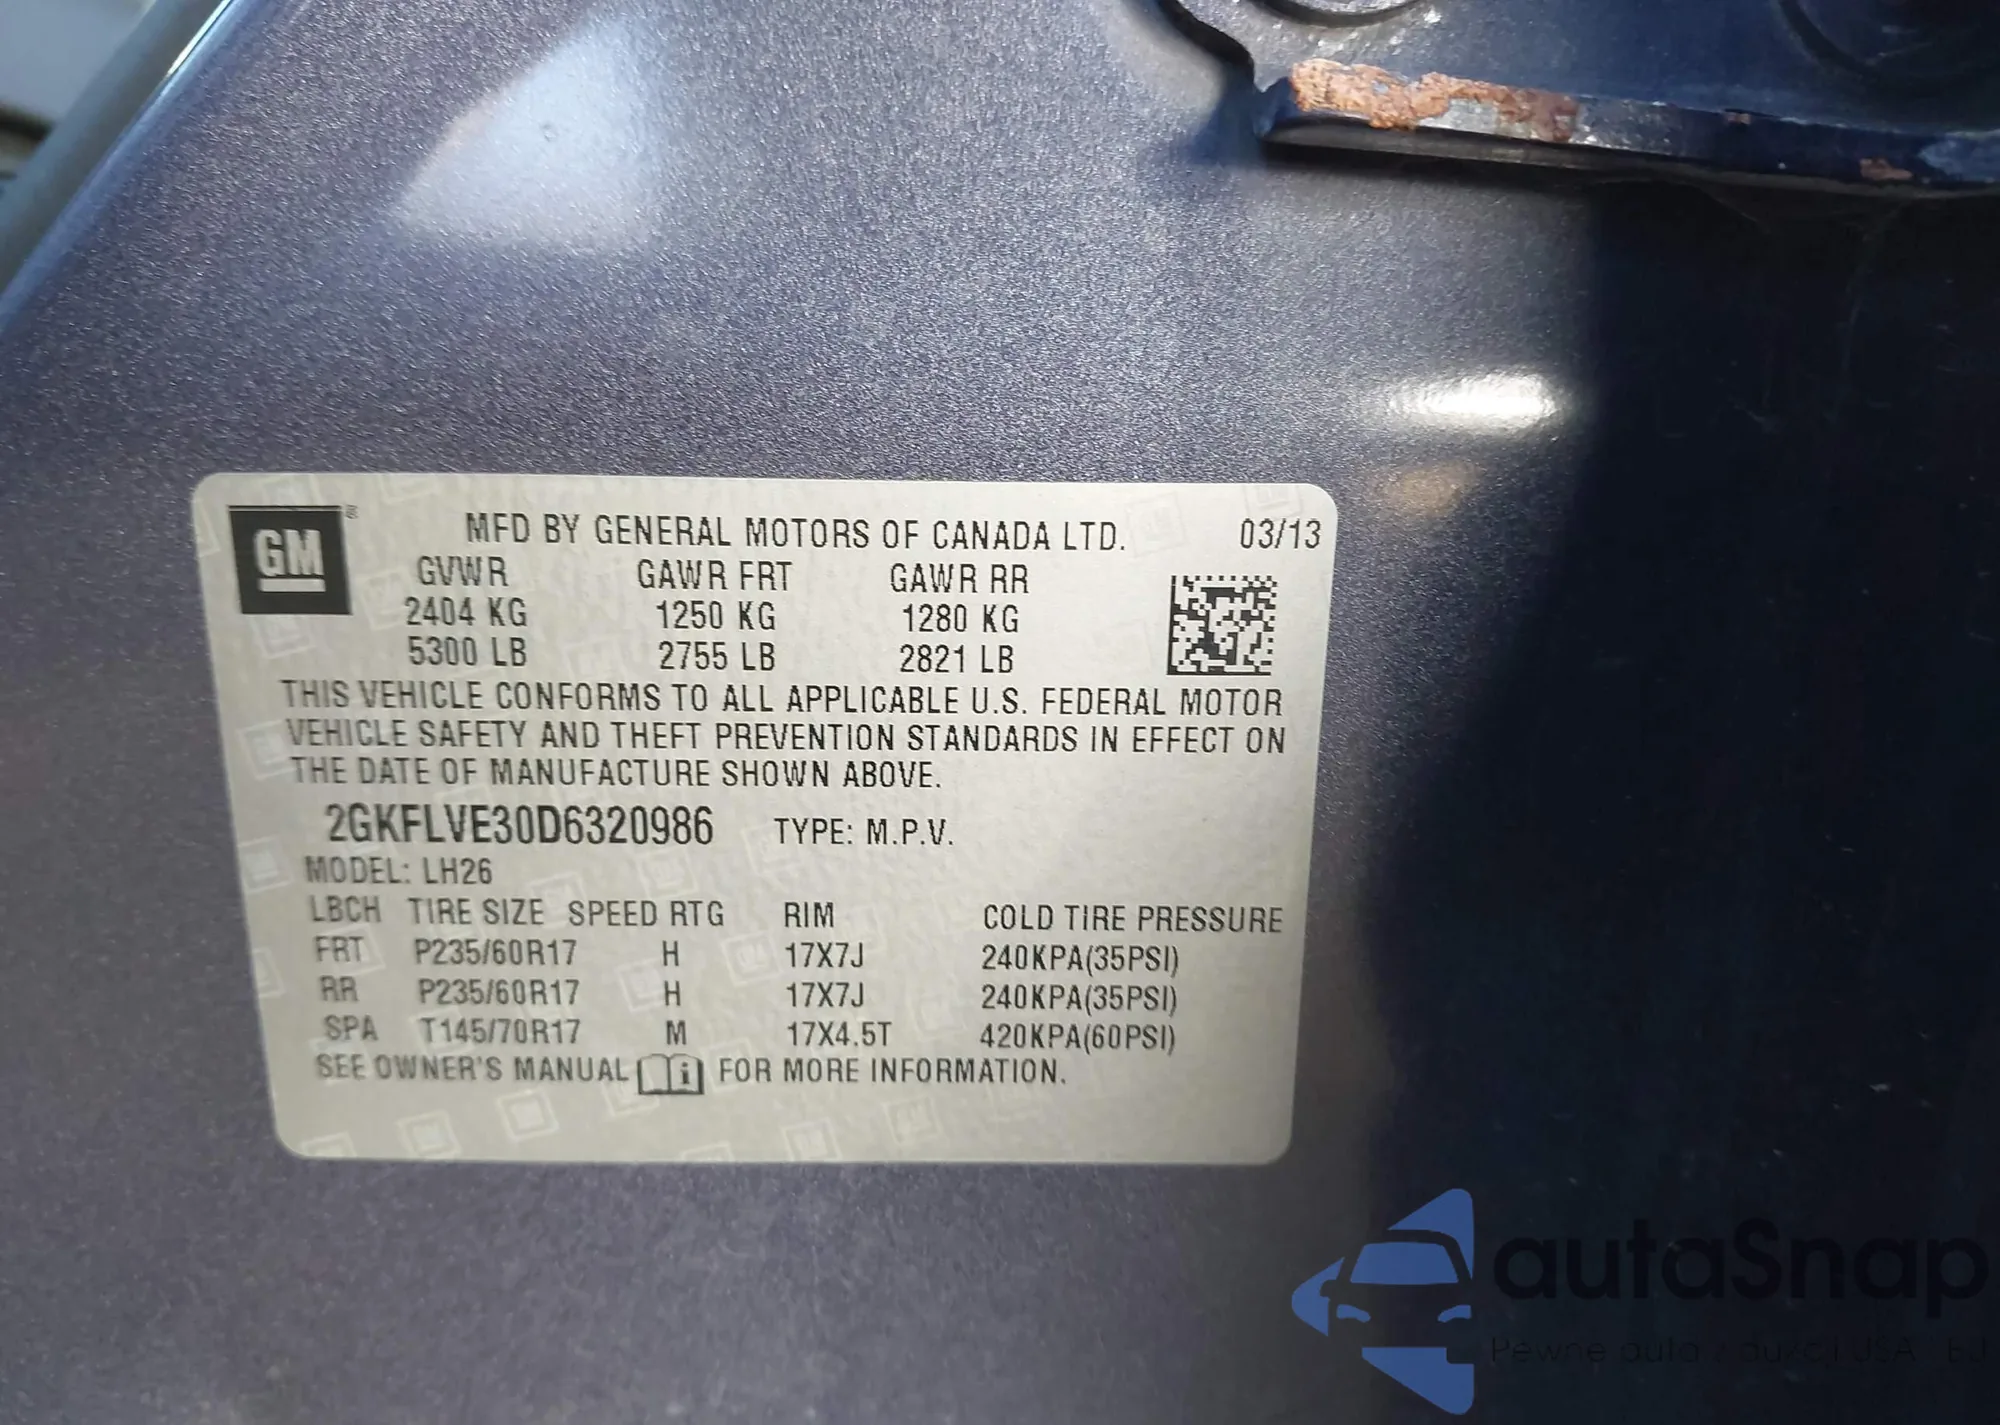 GM
MFD BY GENERAL MOTORS OF CANADA LTD. 03/13
GVWR GAWR FRT GAWR RR
2404 KG 1250 KG 1280 KG
5300 LB 2755 LB 2821 LB
THIS VEHICLE CONFORMS TO ALL APPLICABLE U.S. FEDERAL MOTOR
VEHICLE SAFETY AND THEFT PREVENTION STANDARDS IN EFFECT ON
THE DATE OF MANUFACTURE SHOWN ABOVE.
2GKFLVE30D6320986 TYPE: M.P.V.
MODEL: LH26
LBCH TIRE SIZE SPEED RTG RIM COLD TIRE PRESSURE
FRT P235/60R17 H 17X7J 240KPA(35PSI)
RR P235/60R17 H 17X7J 240KPA(35PSI)
SPA T145/70R17 M 17X4.5T 420KPA(60PSI)
SEE OWNER'S MANUAL i FOR MORE INFORMATION.
autaSnap
Pewne auta z aukcji USA